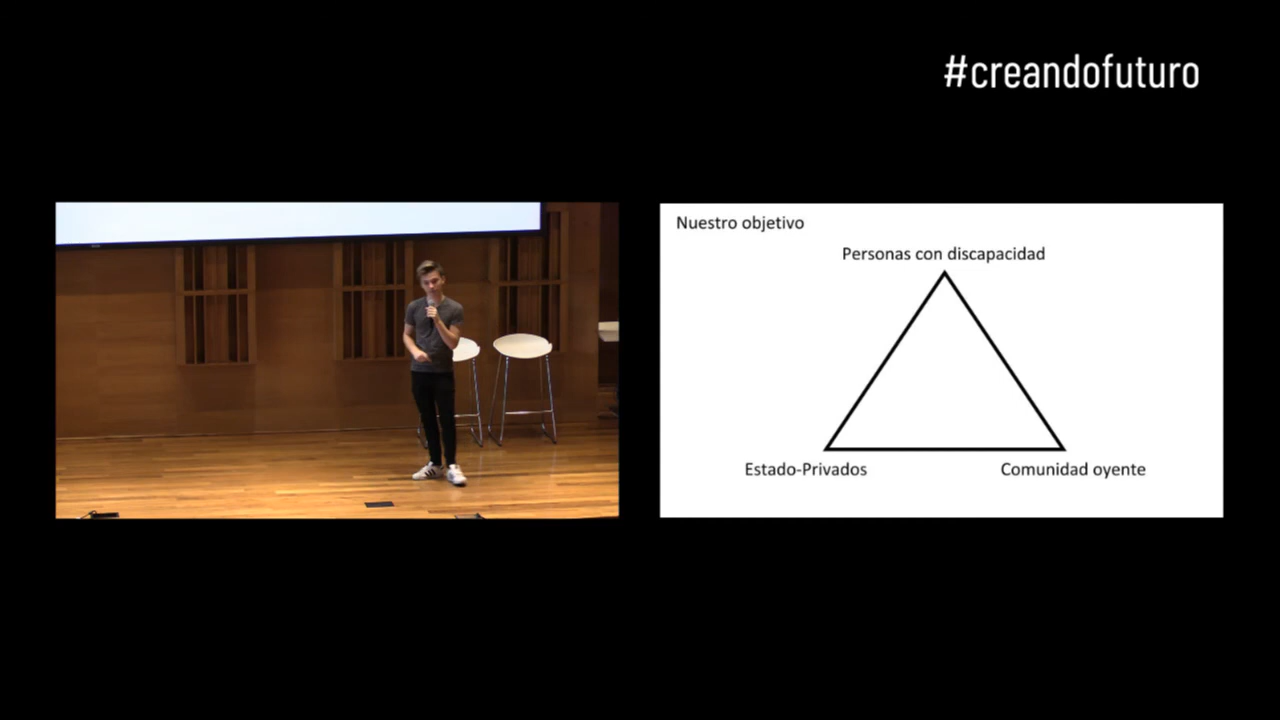 #creandofuturo
Nuestro objetivo
Personas con discapacidad
Estado-Privados
Comunidad oyente